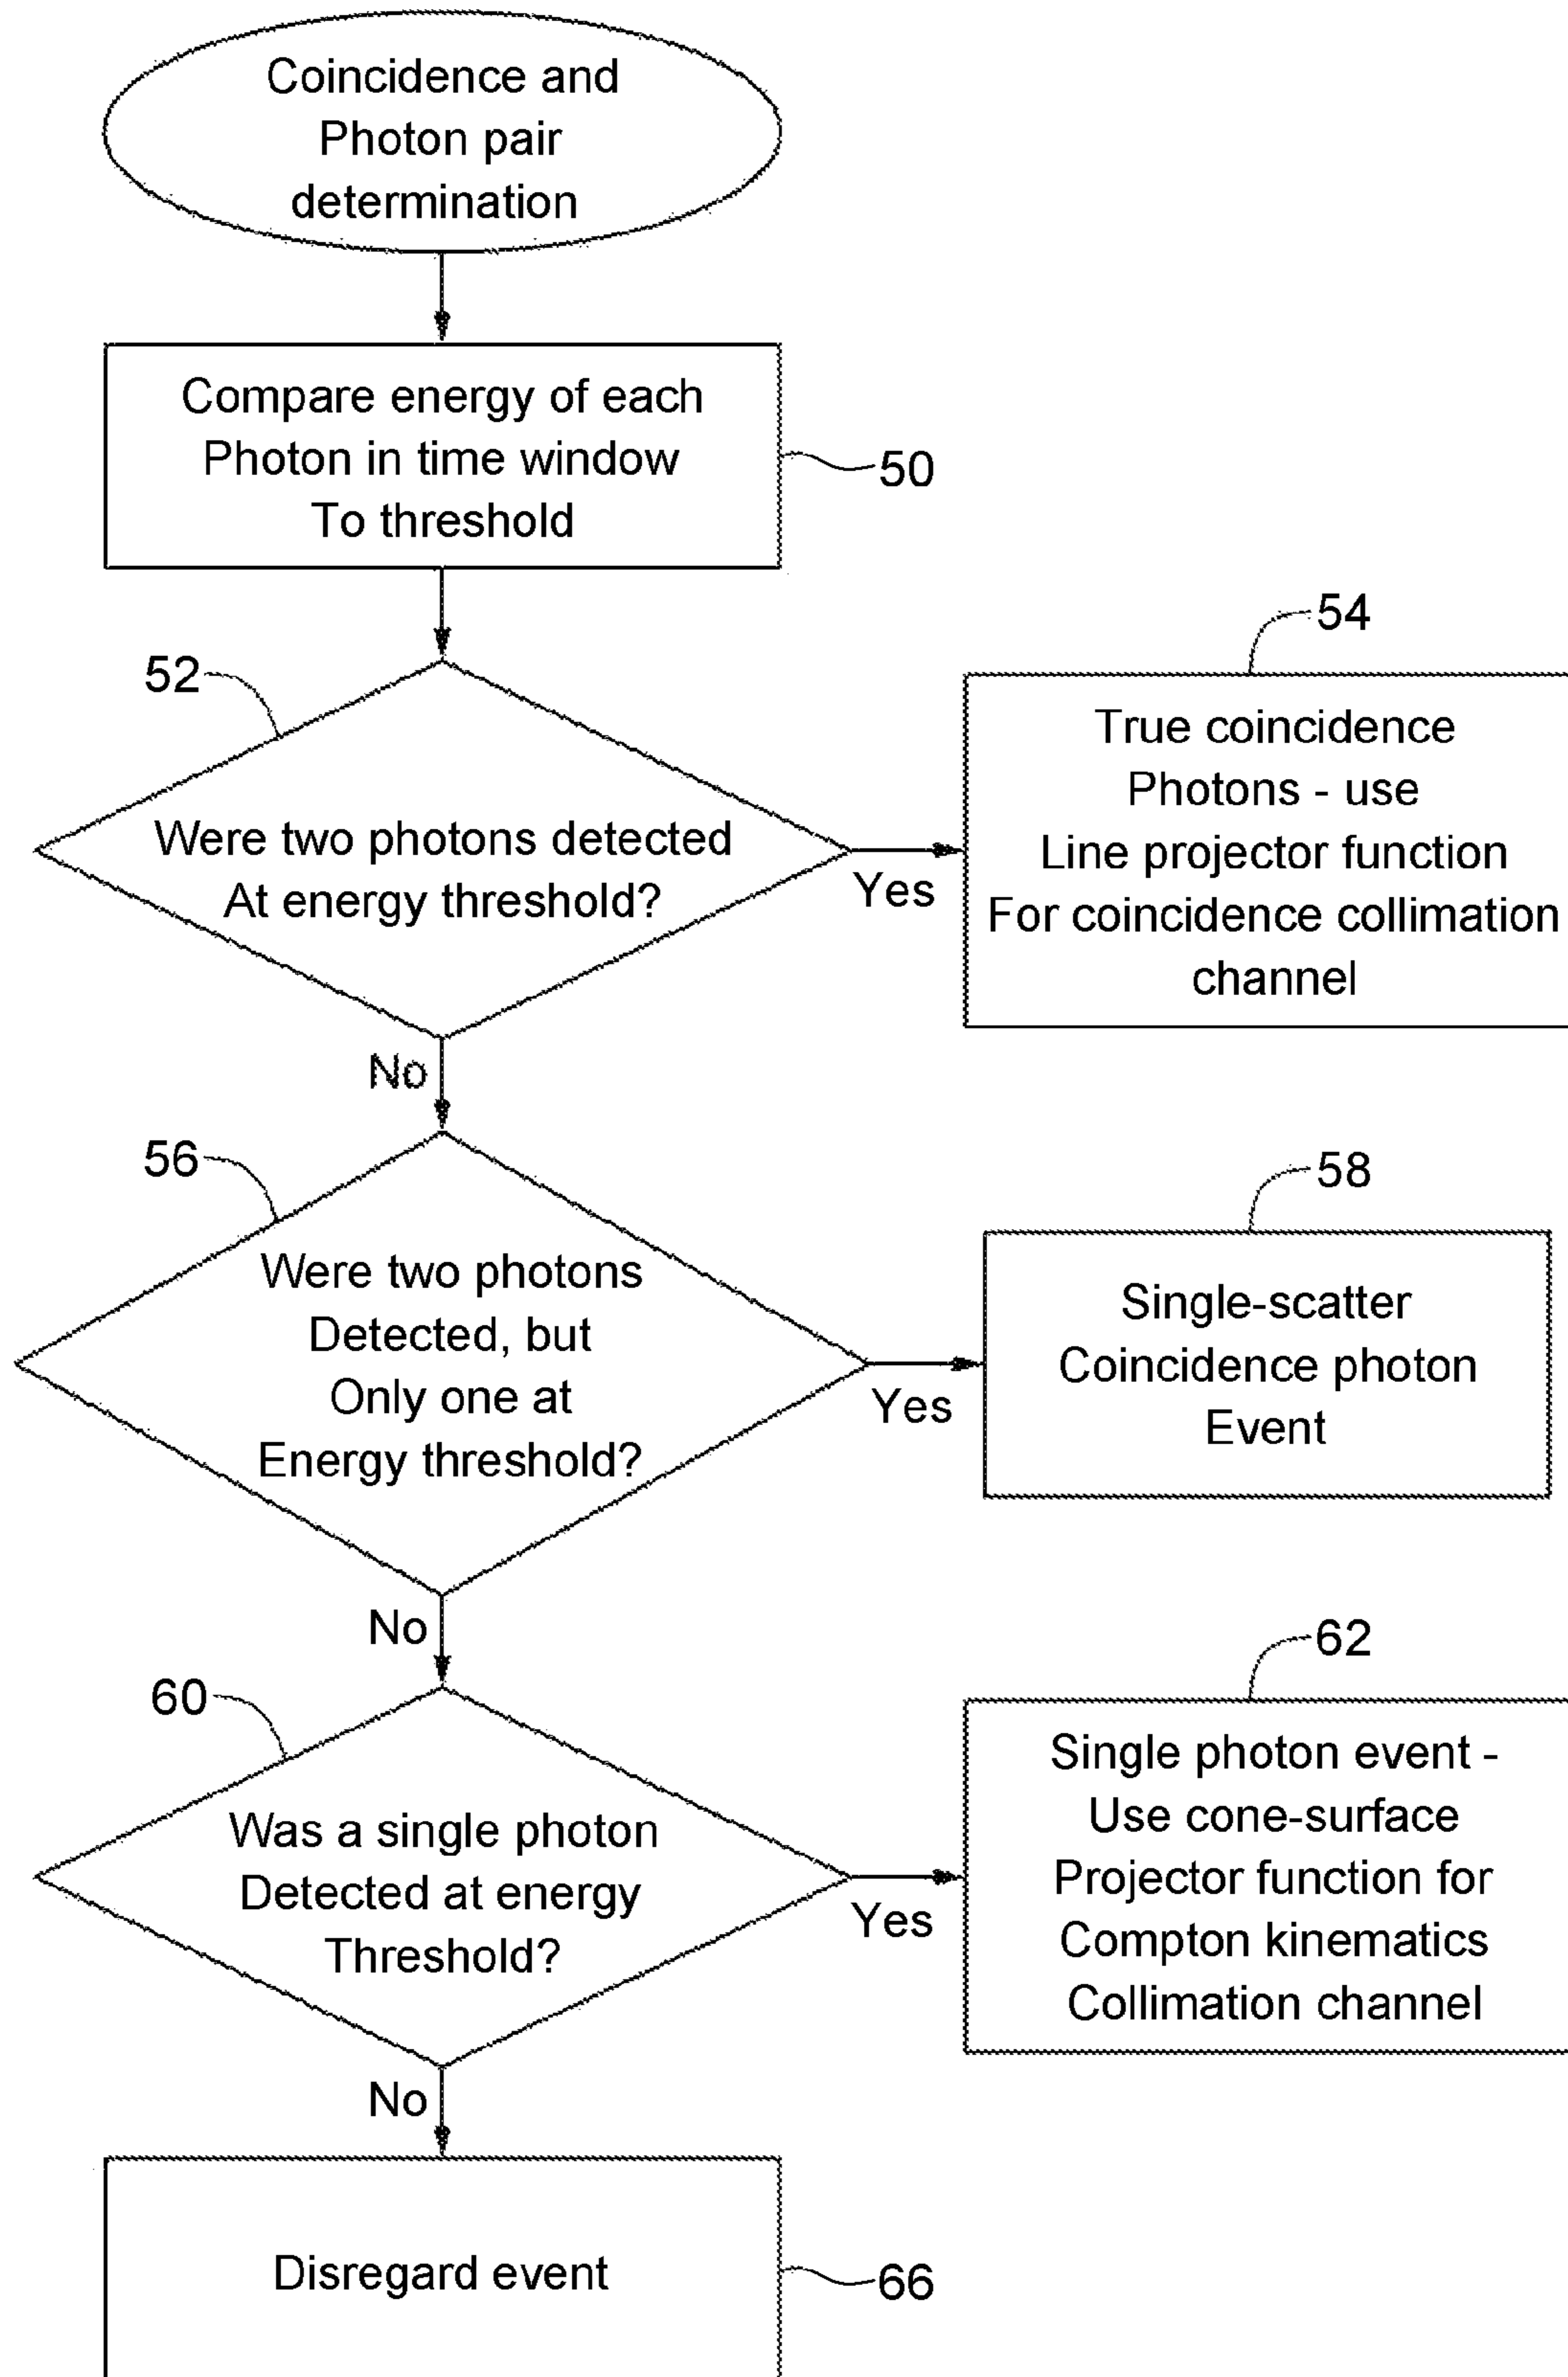 Coincidence and
Photon pair
determination
Compare energy of each
Photon in time window
To threshold
50
52
Were two photons detected
At energy threshold?
Yes
54
True coincidence
Photons - use
Line projector function
For coincidence collimation
channel
No
56
Were two photons
Detected, but
Only one at
Energy threshold?
Yes
58
Single-scatter
Coincidence photon
Event
No
60
Was a single photon
Detected at energy
Threshold?
Yes
62
Single photon event -
Use cone-surface
Projector function for
Compton kinematics
Collimation channel
No
Disregard event
66